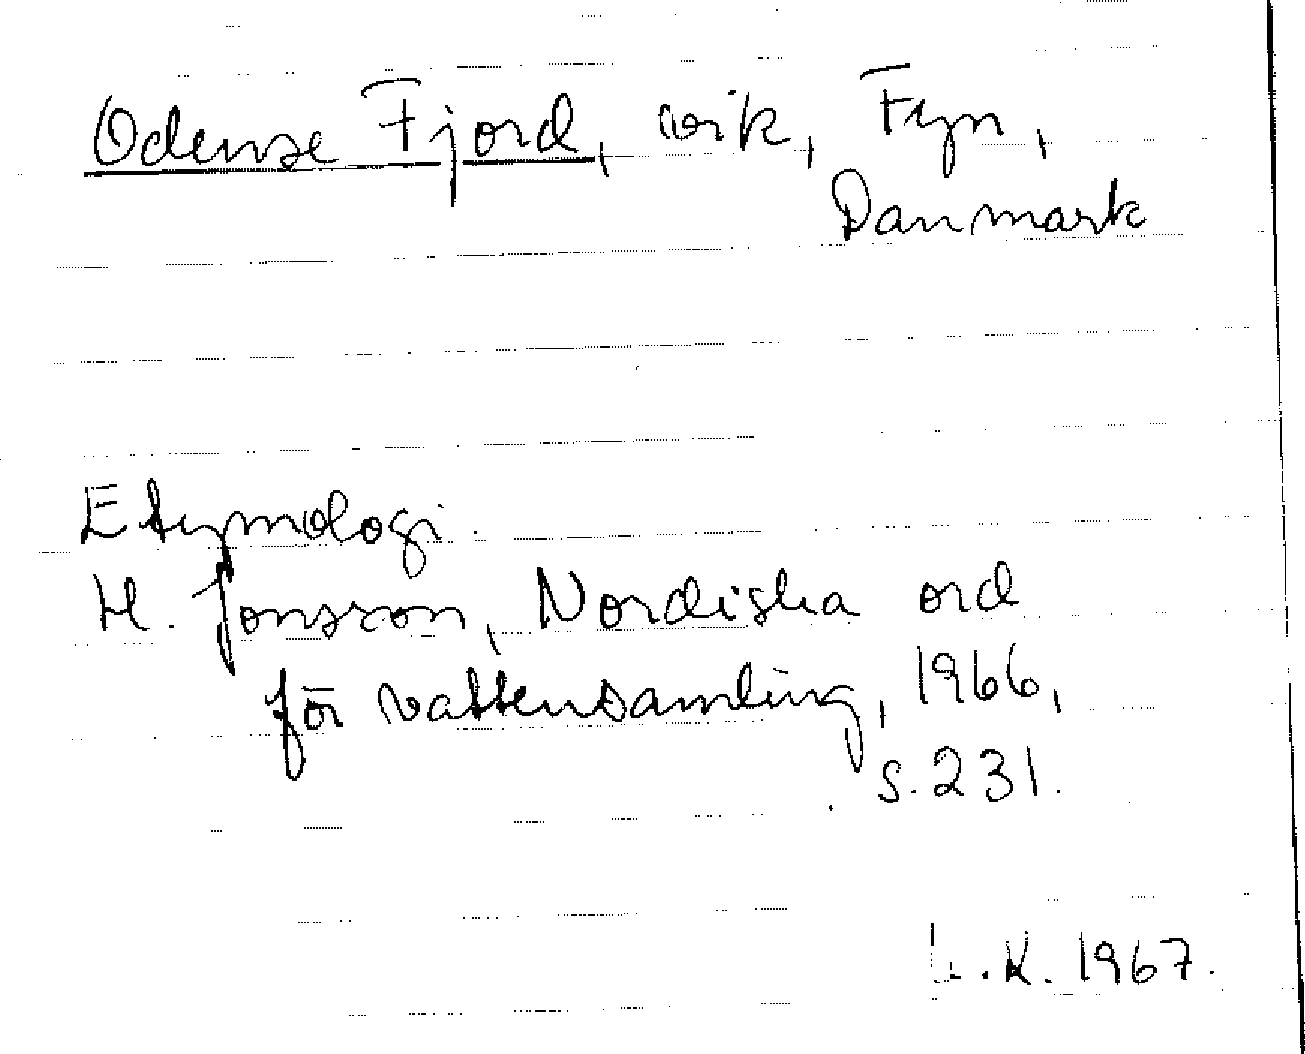 Odense Fjord, vik, Fyn,
Danmark
Etymologi.
H. Jonsson, Nordiska ord
för vattensamling, 1966,
s. 231.
L.K. 1967.